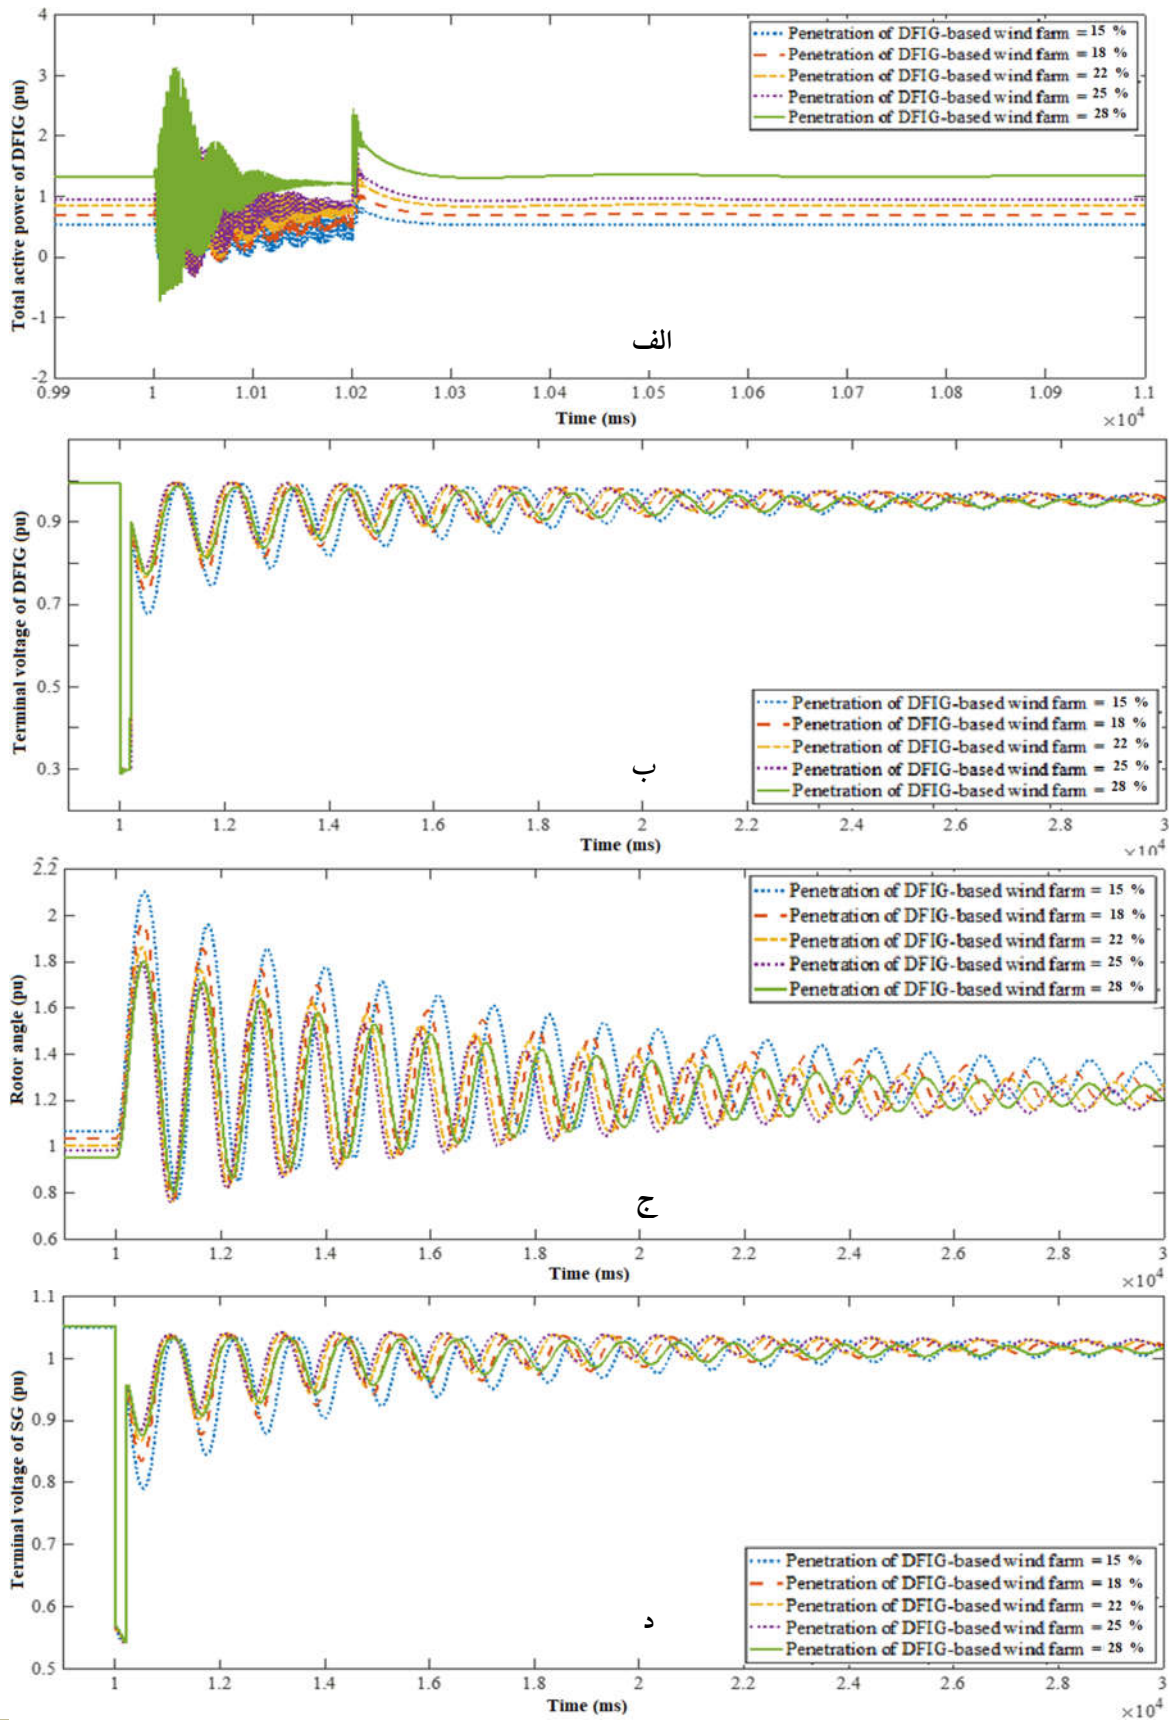 Total active power of DFIG (pu)
4
3
2
1
0
-1
-2
Penetration of DFIG-based wind farm = 15 %
Penetration of DFIG-based wind farm = 18 %
Penetration of DFIG-based wind farm = 22 %
Penetration of DFIG-based wind farm = 25 %
Penetration of DFIG-based wind farm = 28 %
الف
0.99 1 1.01 1.02 1.03 1.04 1.05 1.06 1.07 1.08 1.09 1.1
Time (ms)
×10⁴
Terminal voltage of DFIG (pu)
0.9
0.7
0.5
0.3
Penetration of DFIG-based wind farm = 15 %
Penetration of DFIG-based wind farm = 18 %
Penetration of DFIG-based wind farm = 22 %
Penetration of DFIG-based wind farm = 25 %
Penetration of DFIG-based wind farm = 28 %
ب
1 1.2 1.4 1.6 1.8 2 2.2 2.4 2.6 2.8 3
Time (ms)
×10⁴
Rotor angle (pu)
2.2
2
1.8
1.6
1.4
1.2
1
0.8
0.6
Penetration of DFIG-based wind farm = 15 %
Penetration of DFIG-based wind farm = 18 %
Penetration of DFIG-based wind farm = 22 %
Penetration of DFIG-based wind farm = 25 %
Penetration of DFIG-based wind farm = 28 %
ج
1 1.2 1.4 1.6 1.8 2 2.2 2.4 2.6 2.8 3
Time (ms)
×10⁴
Terminal voltage of SG (pu)
1.1
1
0.9
0.8
0.7
0.6
0.5
Penetration of DFIG-based wind farm = 15 %
Penetration of DFIG-based wind farm = 18 %
Penetration of DFIG-based wind farm = 22 %
Penetration of DFIG-based wind farm = 25 %
Penetration of DFIG-based wind farm = 28 %
د
1 1.2 1.4 1.6 1.8 2 2.2 2.4 2.6 2.8 3
Time (ms)
×10⁴